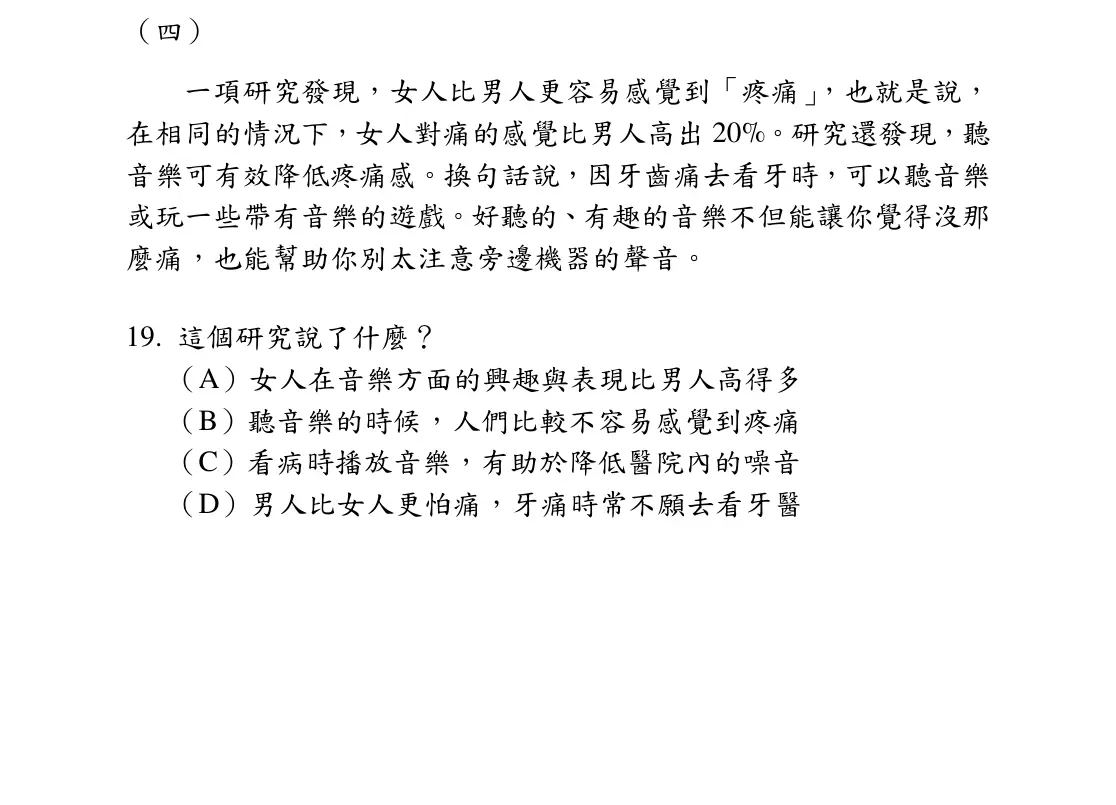 （四）
一項研究發現，女人比男人更容易感覺到「疼痛」，也就是說，
在相同的情況下，女人對痛的感覺比男人高出 20%。研究還發現，聽
音樂可有效降低疼痛感。換句話說，因牙齒痛去看牙時，可以聽音樂
或玩一些帶有音樂的遊戲。好聽的、有趣的音樂不但能讓你覺得沒那
麼痛，也能幫助你別太注意旁邊機器的聲音。
19. 這個研究說了什麼？
（A）女人在音樂方面的興趣與表現比男人高得多
（B）聽音樂的時候，人們比較不容易感覺到疼痛
（C）看病時播放音樂，有助於降低醫院內的噪音
（D）男人比女人更怕痛，牙痛時常不願去看牙醫